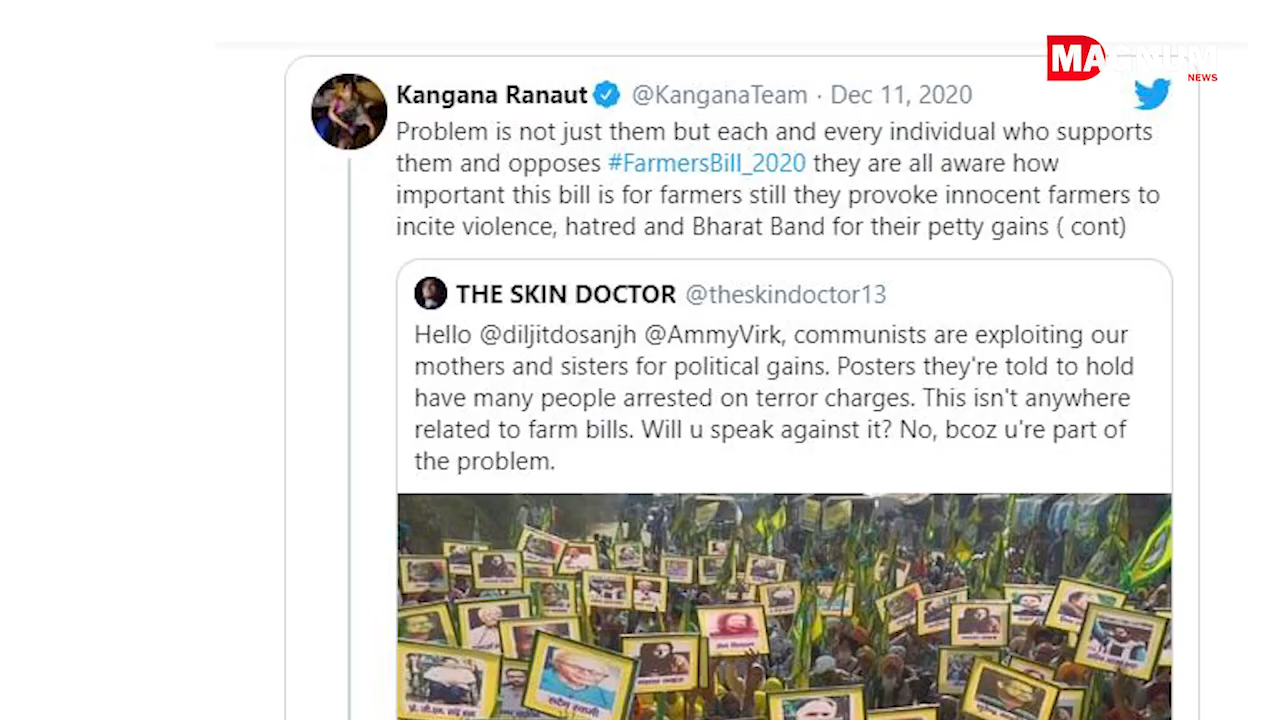 MAGNUM
NEWS
Kangana Ranaut @KanganaTeam · Dec 11, 2020
Problem is not just them but each and every individual who supports
them and opposes #FarmersBill_2020 they are all aware how
important this bill is for farmers still they provoke innocent farmers to
incite violence, hatred and Bharat Band for their petty gains ( cont)
THE SKIN DOCTOR @theskindoctor13
Hello @diljitdosanjh @AmmyVirk, communists are exploiting our
mothers and sisters for political gains. Posters they're told to hold
have many people arrested on terror charges. This isn't anywhere
related to farm bills. Will u speak against it? No, bcoz u're part of
the problem.